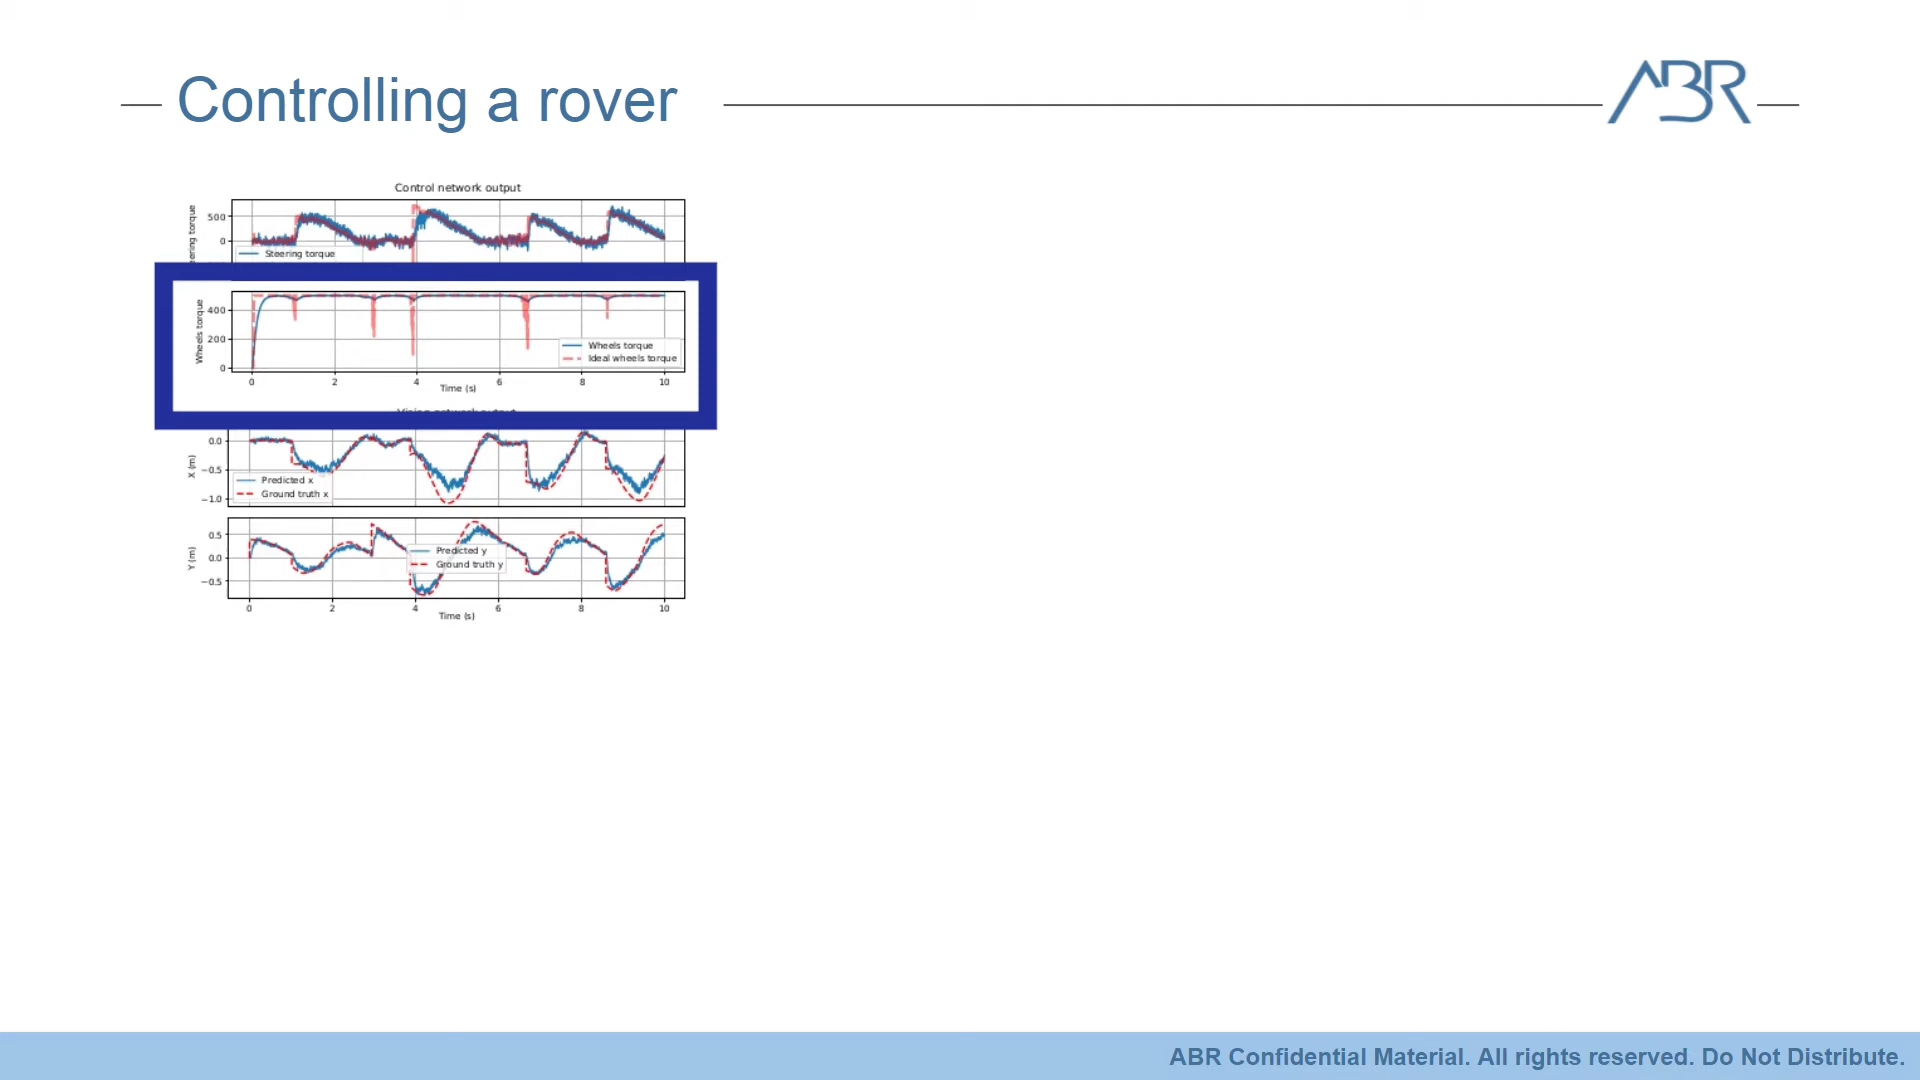 Controlling a rover
ABR
Control network output
500
0
eering torque
Steering torque
Wheels torque
400
200
0
Wheels torque
Ideal wheels torque
0 2 4 6 8 10
Time (s)
X (m)
0.0
−0.5
−1.0
Predicted x
Ground truth x
Y (m)
0.5
0.0
−0.5
Predicted y
Ground truth y
0 2 4 6 8 10
Time (s)
ABR Confidential Material. All rights reserved. Do Not Distribute.